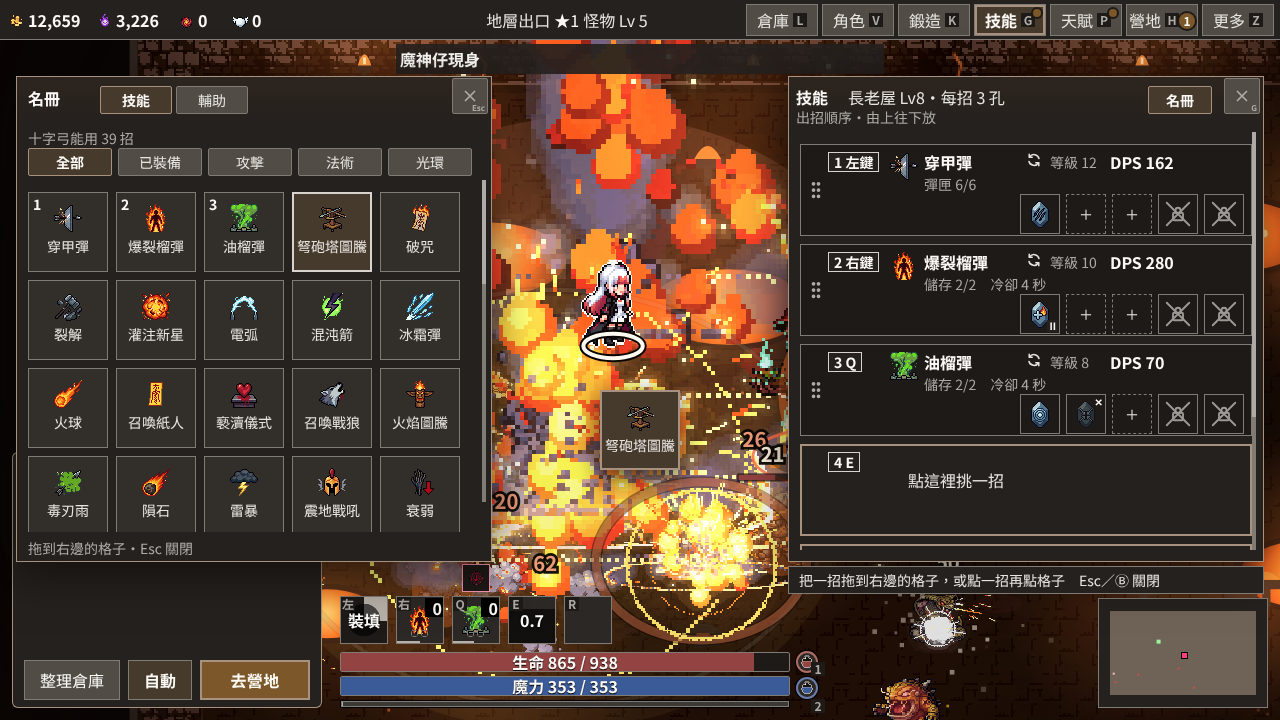 12,659 3,226 0 0
地層出口 ★1 怪物 Lv 5
倉庫 L 角色 V 鍛造 K 技能 G 天賦 P 營地 H 1 更多 Z
魔神仔現身
名冊 技能 輔助 Esc
十字弓能用 39 招
全部 已裝備 攻擊 法術 光環
1 穿甲彈 2 爆裂榴彈 3 油榴彈 弩砲塔圖騰 破咒
裂解 灌注新星 電弧 混沌箭 冰霜彈
火球 召喚紙人 褻瀆儀式 召喚戰狼 火焰圖騰
毒刃雨 隕石 雷暴 震地戰吼 衰弱
拖到右邊的格子・Esc 關閉
技能 長老屋 Lv8・每招 3 孔 名冊 G
出招順序・由上往下放
1 左鍵 穿甲彈 等級 12 DPS 162
彈匣 6/6
2 右鍵 爆裂榴彈 等級 10 DPS 280
儲存 2/2 冷卻 4 秒
3 Q 油榴彈 等級 8 DPS 70
儲存 2/2 冷卻 4 秒
4 E
點這裡挑一招
把一招拖到右邊的格子，或點一招再點格子 Esc／Ⓑ 關閉
弩砲塔圖騰
26
21
20
62
左 裝填 右 0 Q 0 E 0.7 R
生命 865 / 938 1
魔力 353 / 353 2
整理倉庫 自動 去營地